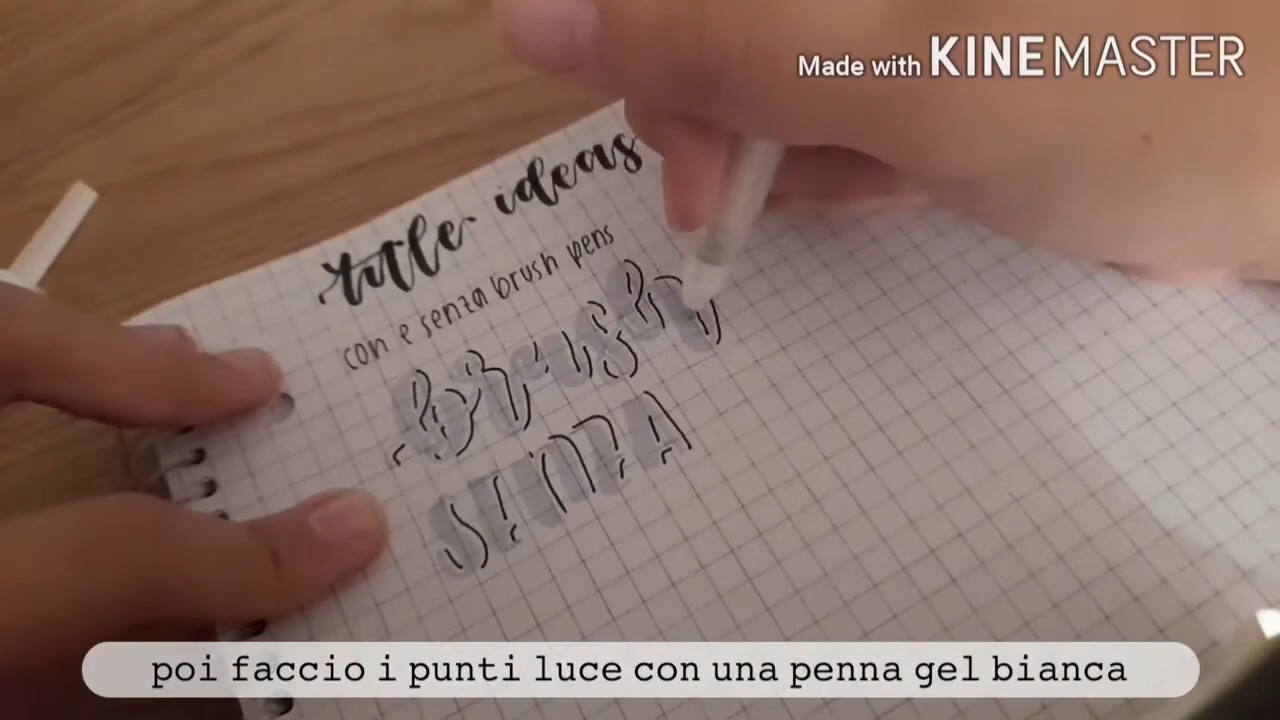 Made with KINEMASTER
title ideas
con e senza brush pens
SENZA
poi faccio i punti luce con una penna gel bianca